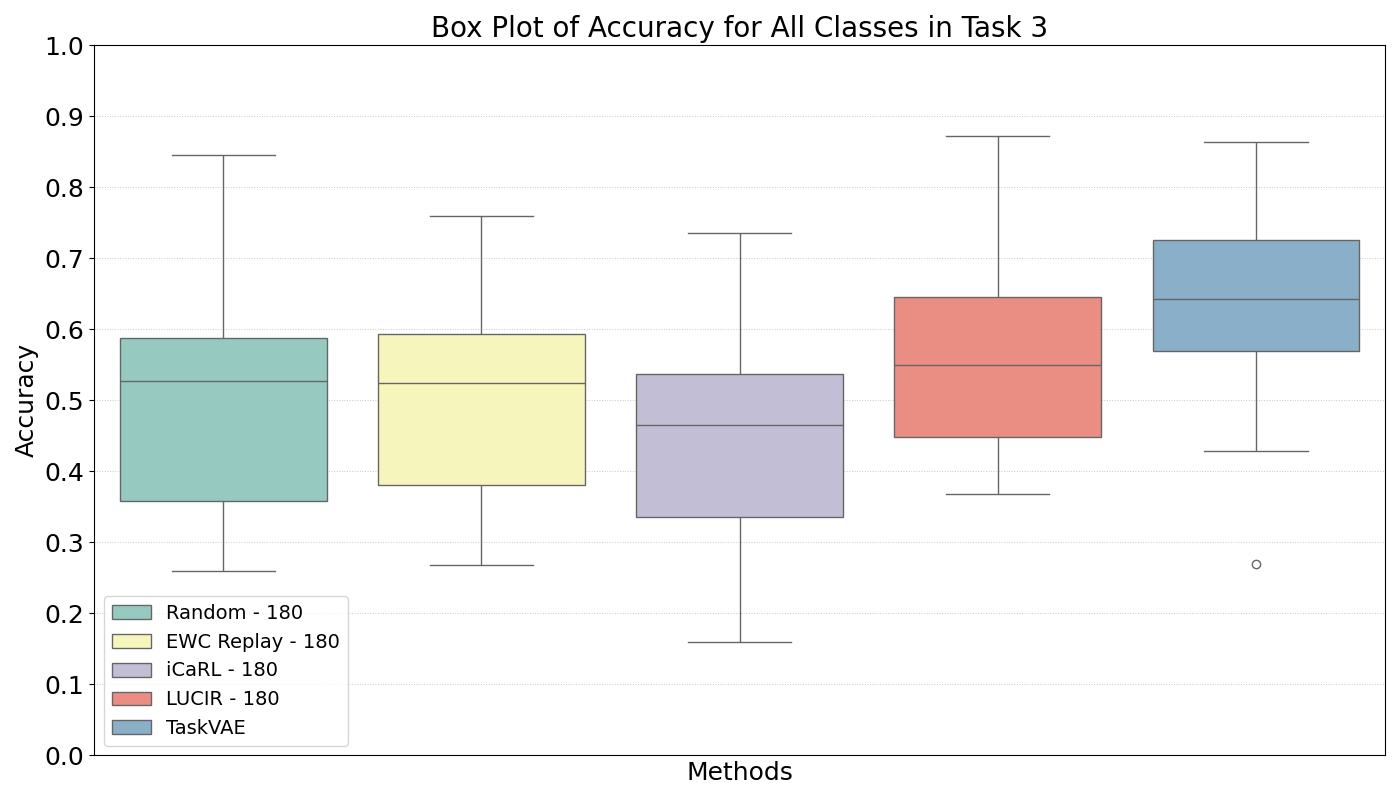 Box Plot of Accuracy for All Classes in Task 3
1.0
0.9
0.8
0.7
0.6
0.5
0.4
0.3
0.2
0.1
0.0
Accuracy
Random - 180
EWC Replay - 180
iCaRL - 180
LUCIR - 180
TaskVAE
Methods